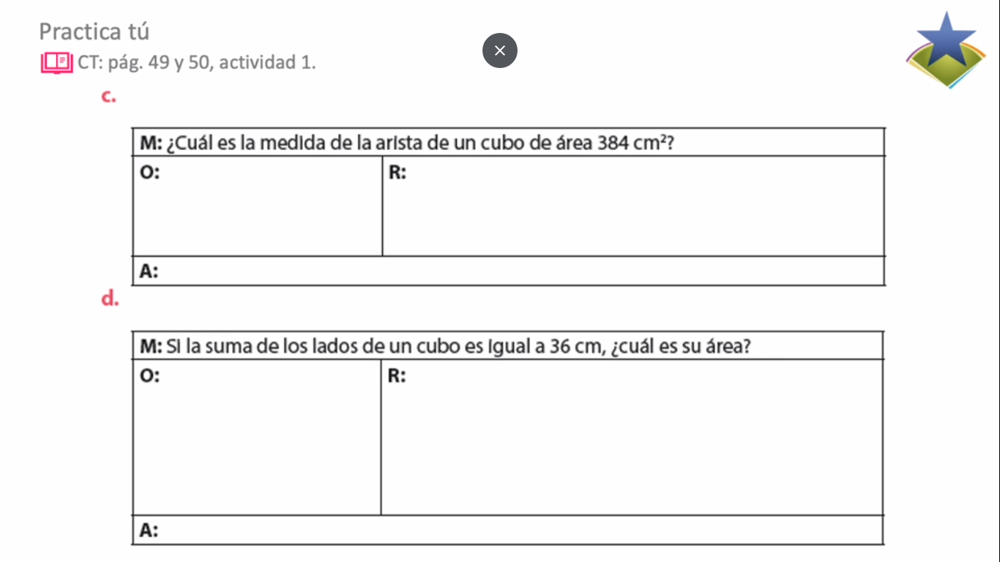 Practica tú
CT: pág. 49 y 50, actividad 1.
c.
M: ¿Cuál es la medida de la arista de un cubo de área 384 cm²?
O:
R:
A:
d.
M: Si la suma de los lados de un cubo es igual a 36 cm, ¿cuál es su área?
O:
R:
A: